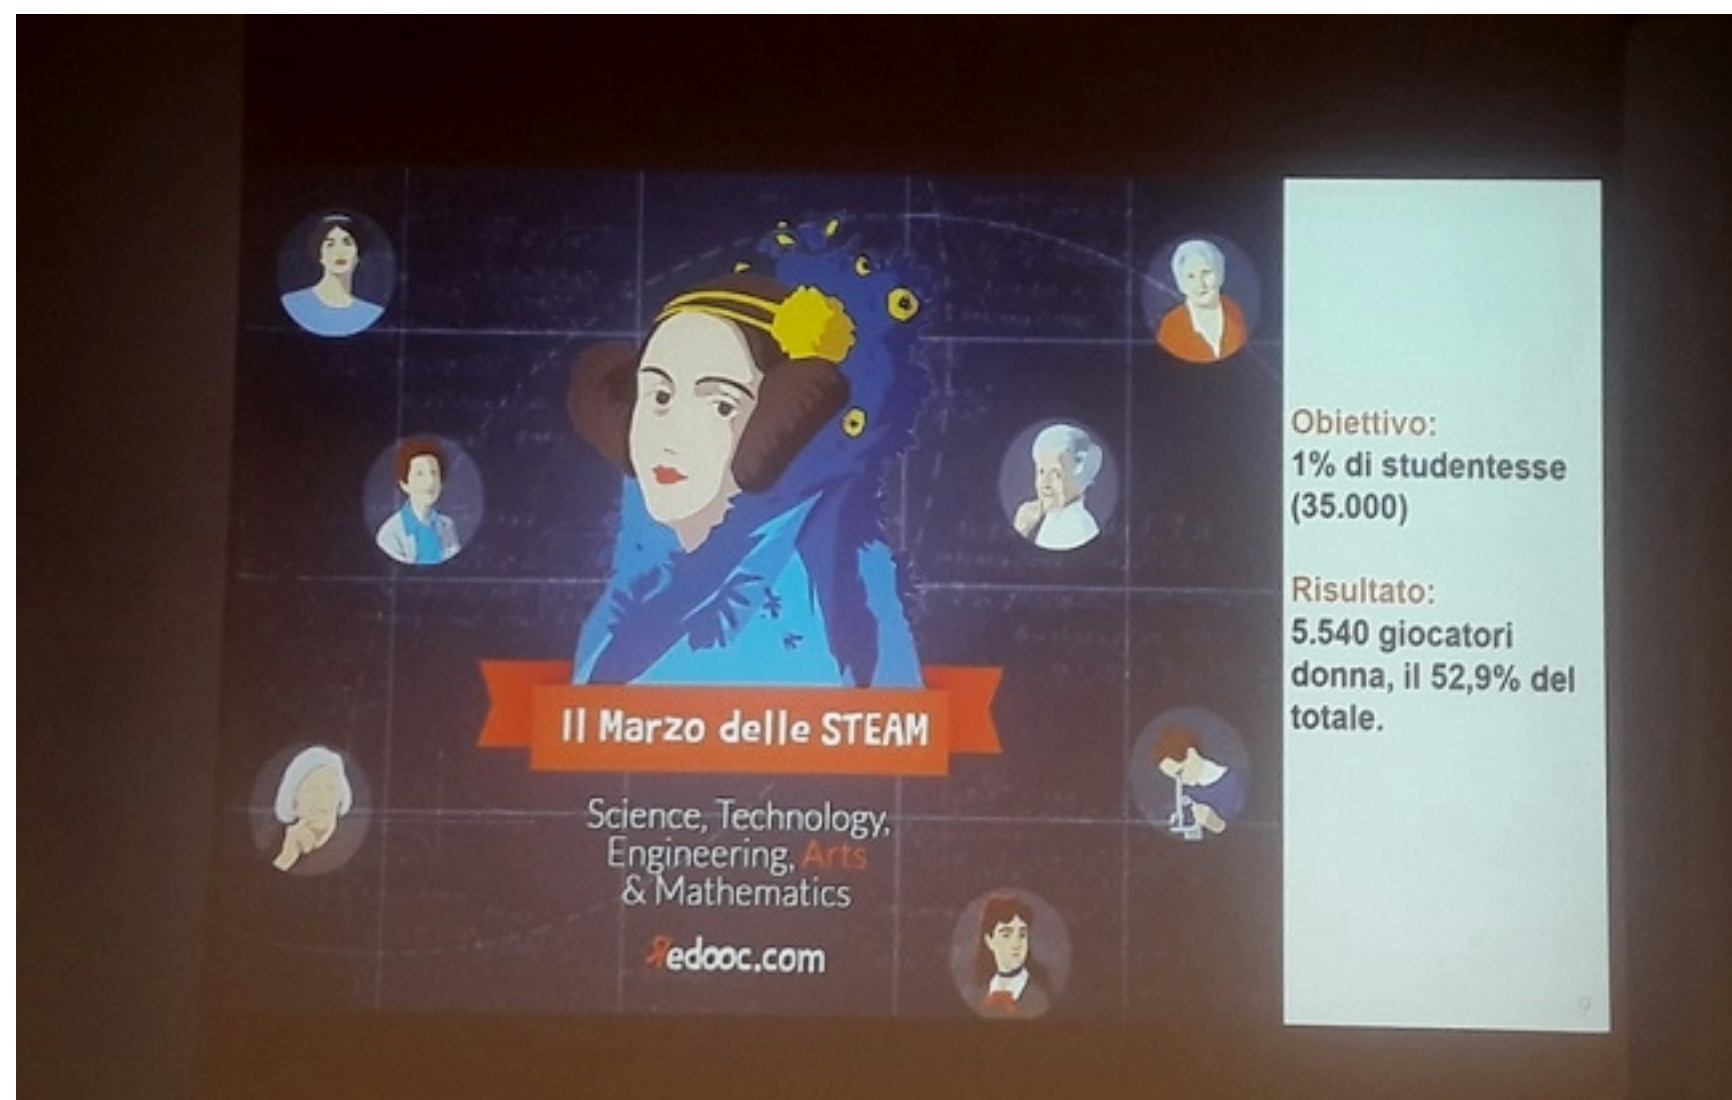 Il Marzo delle STEAM
Science, Technology,
Engineering, Arts
& Mathematics
Redooc.com
Obiettivo:
1% di studentesse
(35.000)
Risultato:
5.540 giocatori
donna, il 52,9% del
totale.
9